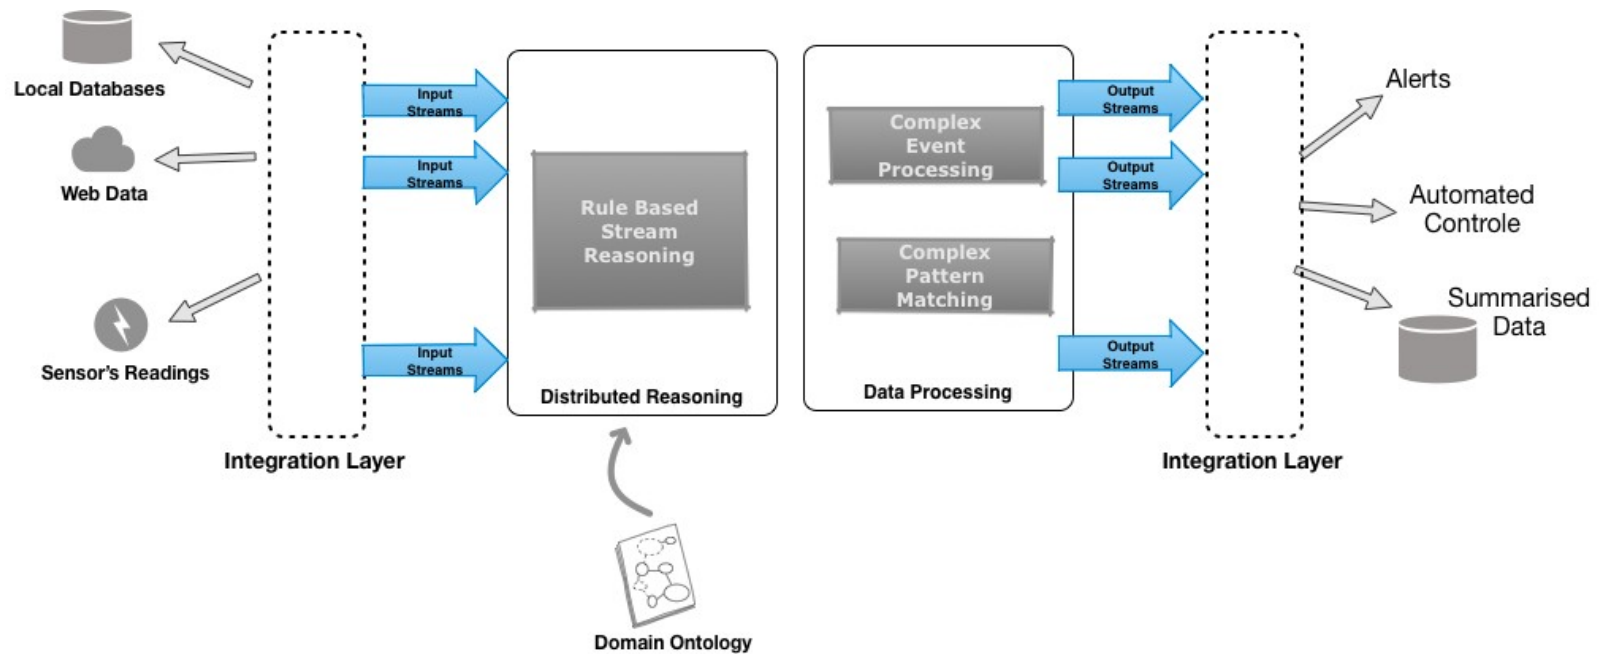 Local Databases
Web Data
Sensor's Readings
Integration Layer
Input
Streams
Input
Streams
Input
Streams
Rule Based
Stream
Reasoning
Distributed Reasoning
Domain Ontology
Complex
Event
Processing
Complex
Pattern
Matching
Data Processing
Output
Streams
Output
Streams
Output
Streams
Integration Layer
Alerts
Automated
Controle
Summarised
Data